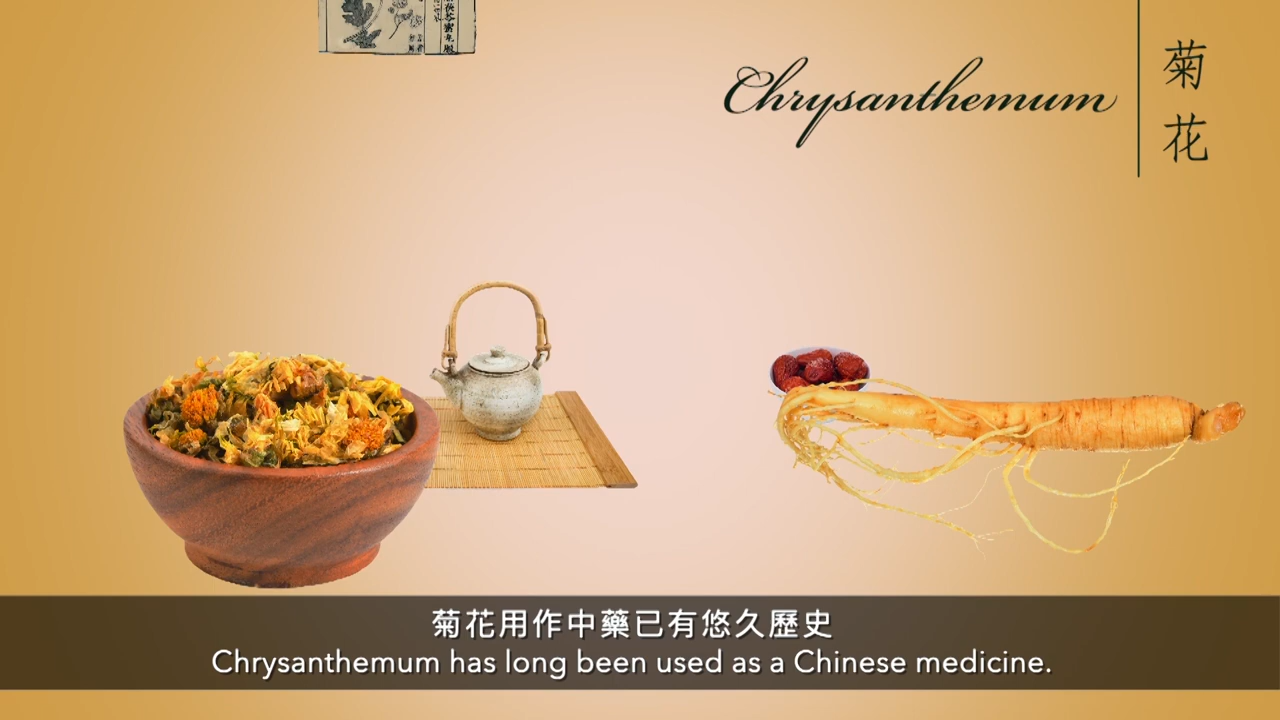 Chrysanthemum
菊花
菊花用作中藥已有悠久歷史
Chrysanthemum has long been used as a Chinese medicine.